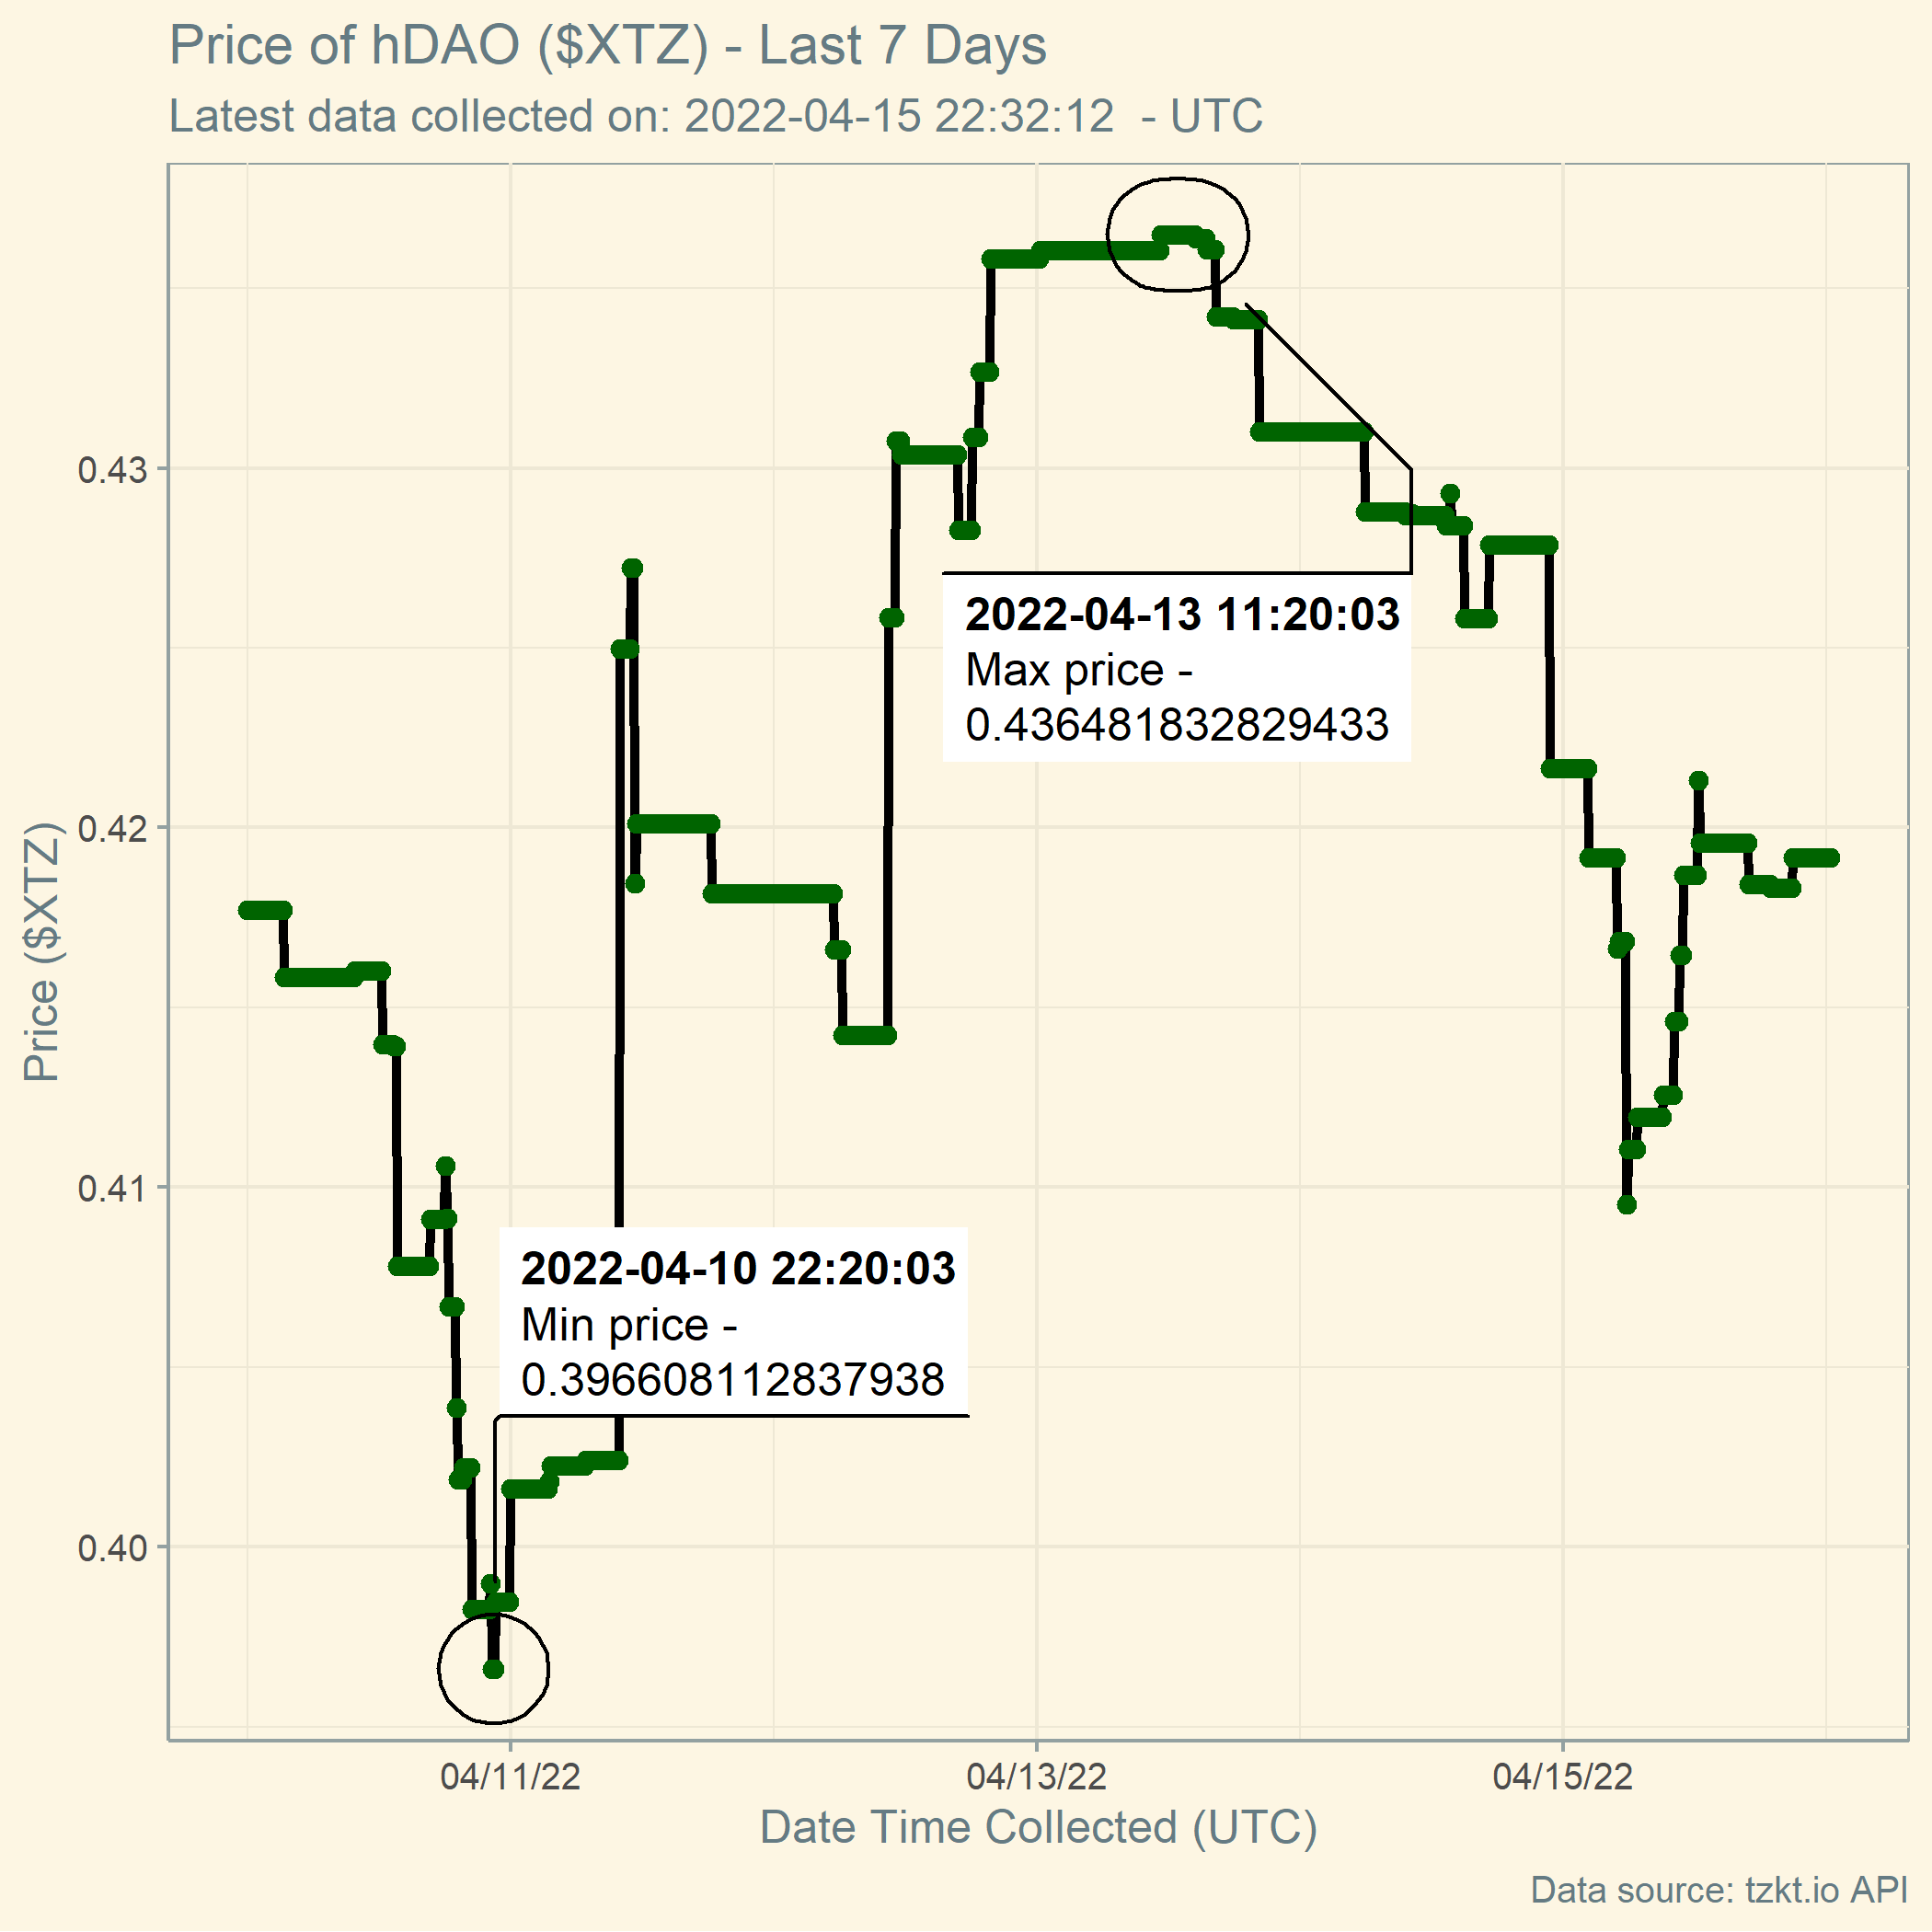 Price of hDAO ($XTZ) - Last 7 Days
Latest data collected on: 2022-04-15 22:32:12  - UTC
Price ($XTZ)
0.43
0.42
0.41
0.40
2022-04-13 11:20:03
Max price -
0.436481832829433
2022-04-10 22:20:03
Min price -
0.396608112837938
04/11/22
04/13/22
04/15/22
Date Time Collected (UTC)
Data source: tzkt.io API